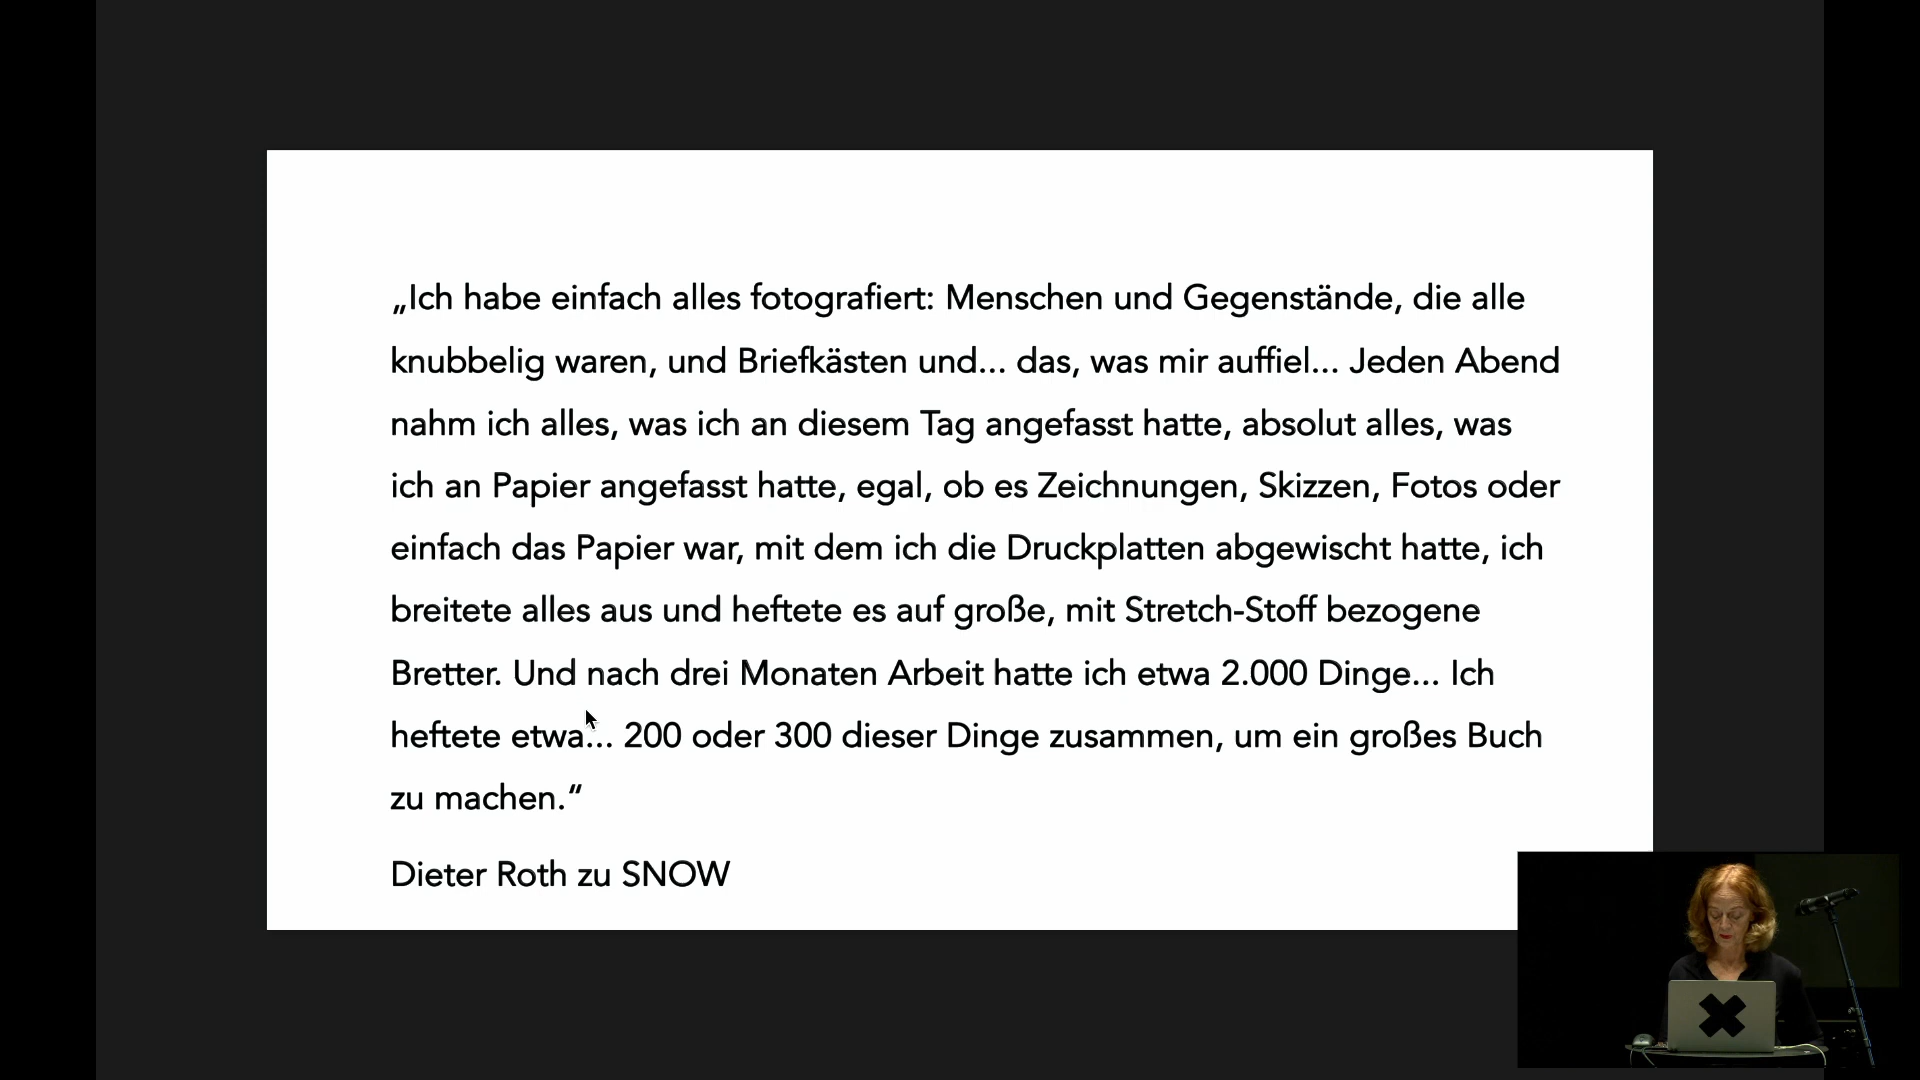 „Ich habe einfach alles fotografiert: Menschen und Gegenstände, die alle
knubbelig waren, und Briefkästen und... das, was mir auffiel... Jeden Abend
nahm ich alles, was ich an diesem Tag angefasst hatte, absolut alles, was
ich an Papier angefasst hatte, egal, ob es Zeichnungen, Skizzen, Fotos oder
einfach das Papier war, mit dem ich die Druckplatten abgewischt hatte, ich
breitete alles aus und heftete es auf große, mit Stretch-Stoff bezogene
Bretter. Und nach drei Monaten Arbeit hatte ich etwa 2.000 Dinge... Ich
heftete etwa... 200 oder 300 dieser Dinge zusammen, um ein großes Buch
zu machen.“
Dieter Roth zu SNOW